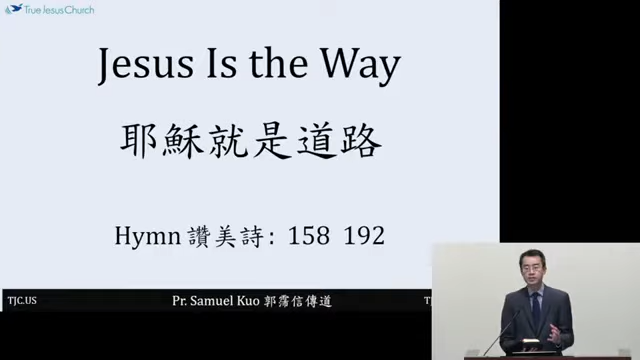 True Jesus Church
Jesus Is the Way
耶穌就是道路
Hymn 讚美詩: 158 192
TJC.US
Pr. Samuel Kuo 郭霈信傳道